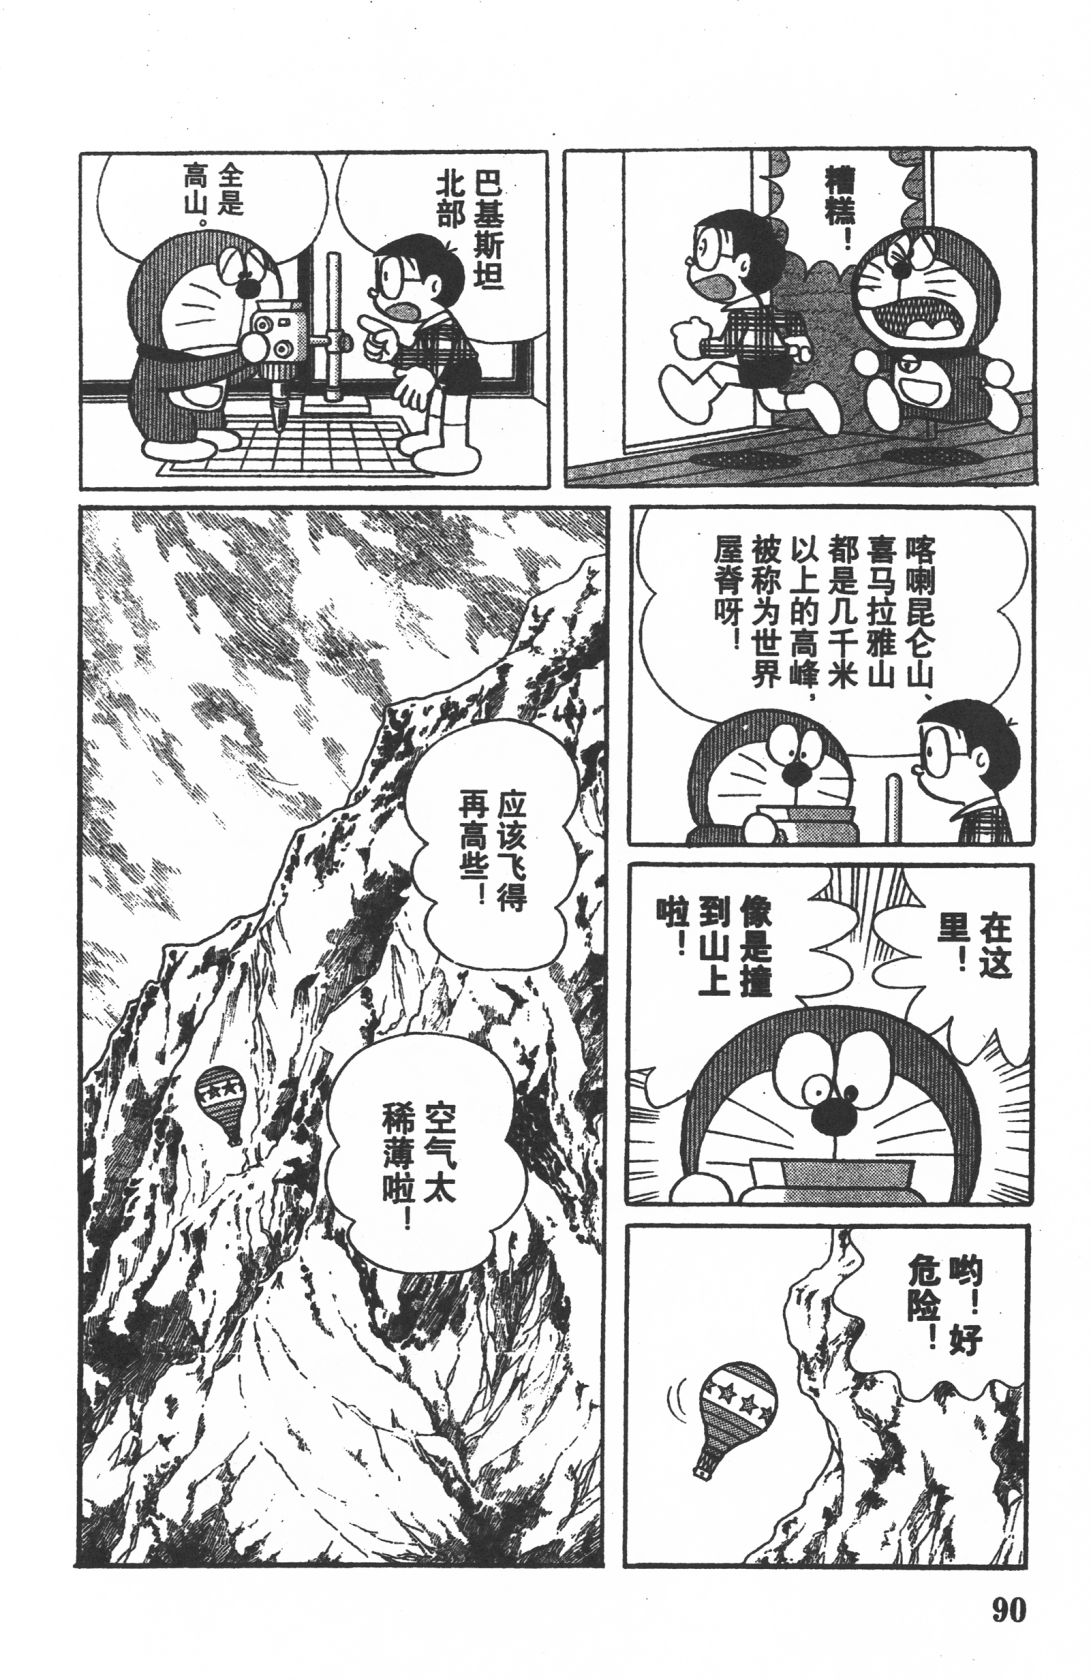 糟糕！
巴基斯坦
北部
全是
高山。
喀喇昆仑山、
喜马拉雅山
都是几千米
以上的高峰，
被称为世界
屋脊呀！
在这
里！
像是撞
到山上
啦！
哟！好
危险！
应该飞得
再高些！
空气太
稀薄啦！
90